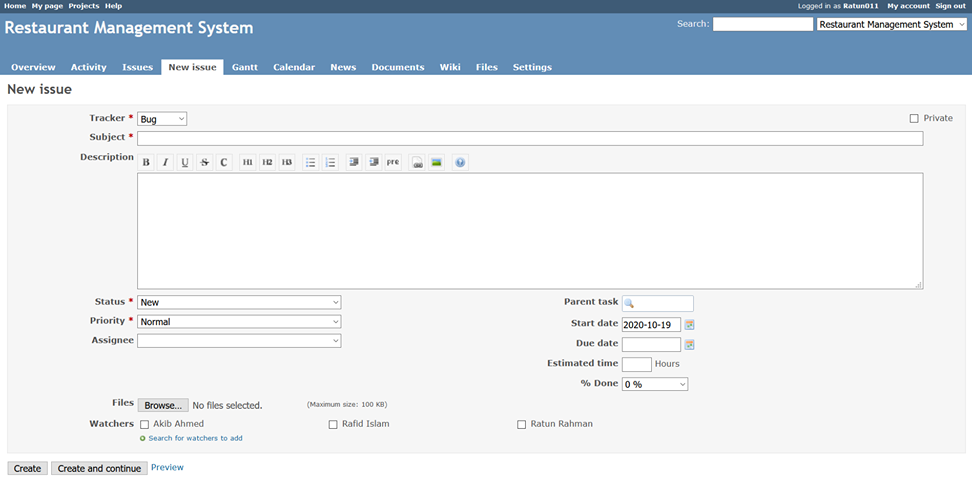 Home My page Projects Help Logged in as Ratun011 My account Sign out
Restaurant Management System Search: Restaurant Management System
Overview Activity Issues New issue Gantt Calendar News Documents Wiki Files Settings
New issue
Tracker * Bug Private
Subject *
Description B I U S C H1 H2 H3 pre
Status * New Parent task
Priority * Normal Start date 2020-10-19
Assignee Due date
Estimated time Hours
% Done 0 %
Files Browse... No files selected. (Maximum size: 100 KB)
Watchers Akib Ahmed Rafid Islam Ratun Rahman
Search for watchers to add
Create Create and continue Preview